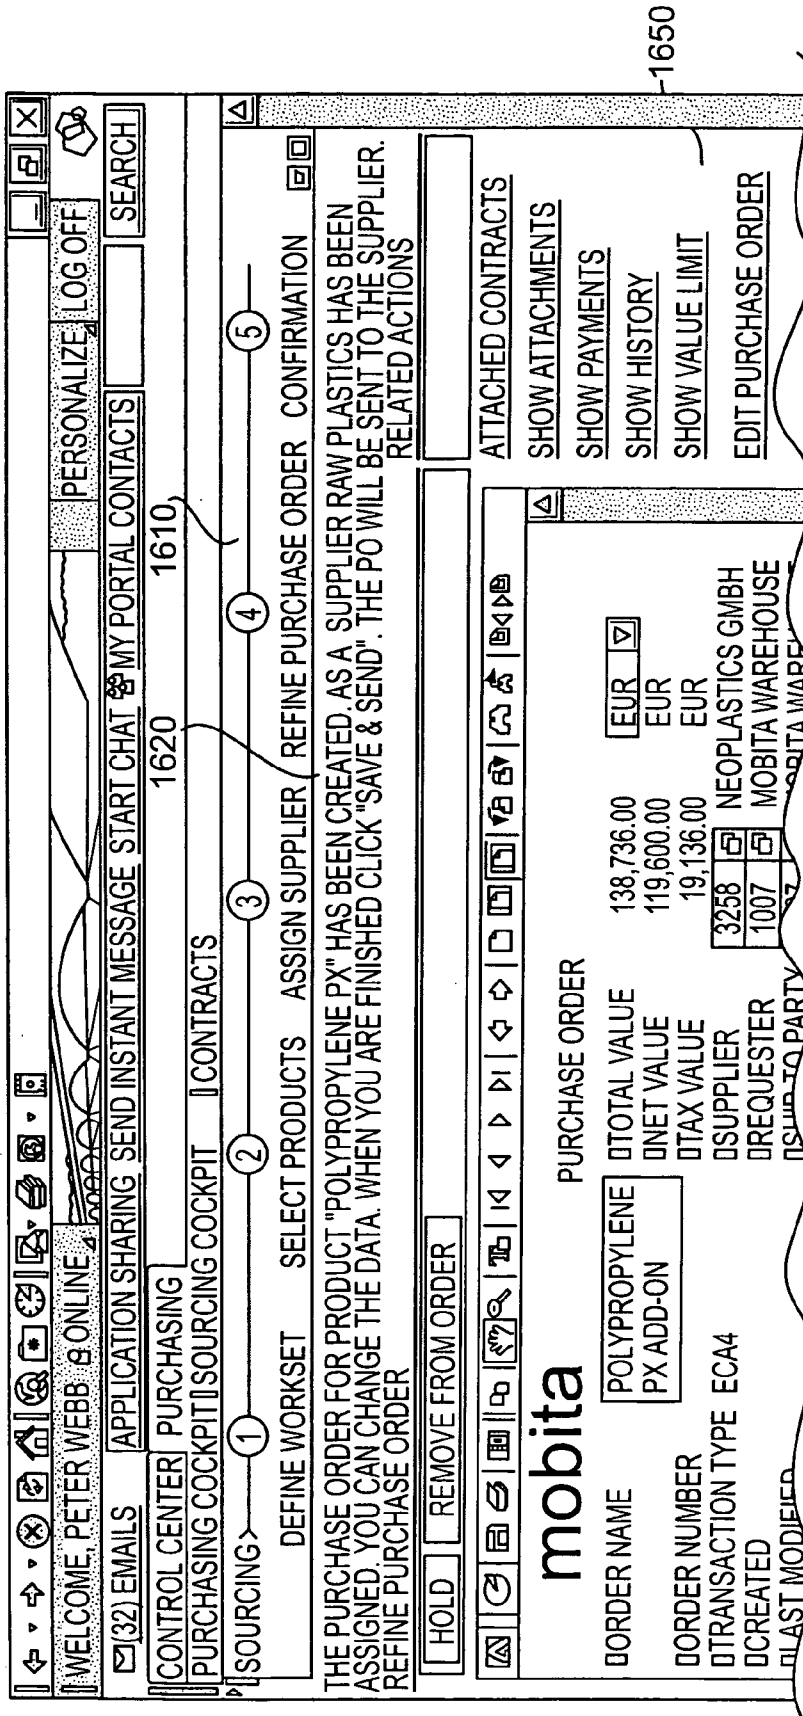 WELCOME, PETER WEBB ONLINE PERSONALIZE LOG OFF
(32) EMAILS APPLICATION SHARING SEND INSTANT MESSAGE START CHAT MY PORTAL CONTACTS SEARCH
CONTROL CENTER PURCHASING
1620 1610
PURCHASING COCKPIT SOURCING COCKPIT CONTRACTS
SOURCING> 1 2 3 4 5
DEFINE WORKSET SELECT PRODUCTS ASSIGN SUPPLIER REFINE PURCHASE ORDER CONFIRMATION
THE PURCHASE ORDER FOR PRODUCT "POLYPROPYLENE PX" HAS BEEN CREATED. AS A SUPPLIER RAW PLASTICS HAS BEEN
ASSIGNED. YOU CAN CHANGE THE DATA. WHEN YOU ARE FINISHED CLICK "SAVE & SEND". THE PO WILL BE SENT TO THE SUPPLIER.
REFINE PURCHASE ORDER RELATED ACTIONS
HOLD REMOVE FROM ORDER
ATTACHED CONTRACTS
SHOW ATTACHMENTS
SHOW PAYMENTS
SHOW HISTORY
SHOW VALUE LIMIT
EDIT PURCHASE ORDER
1650
mobita
PURCHASE ORDER
ORDER NAME POLYPROPYLENE
PX ADD-ON
TOTAL VALUE 138,736.00 EUR
NET VALUE 119,600.00 EUR
ORDER NUMBER TAX VALUE 19,136.00 EUR
TRANSACTION TYPE ECA4 SUPPLIER 3258 NEOPLASTICS GMBH
CREATED REQUESTER 1007 MOBITA WAREHOUSE
LAST MODIFIED SHIP TO PARTY MOBITA